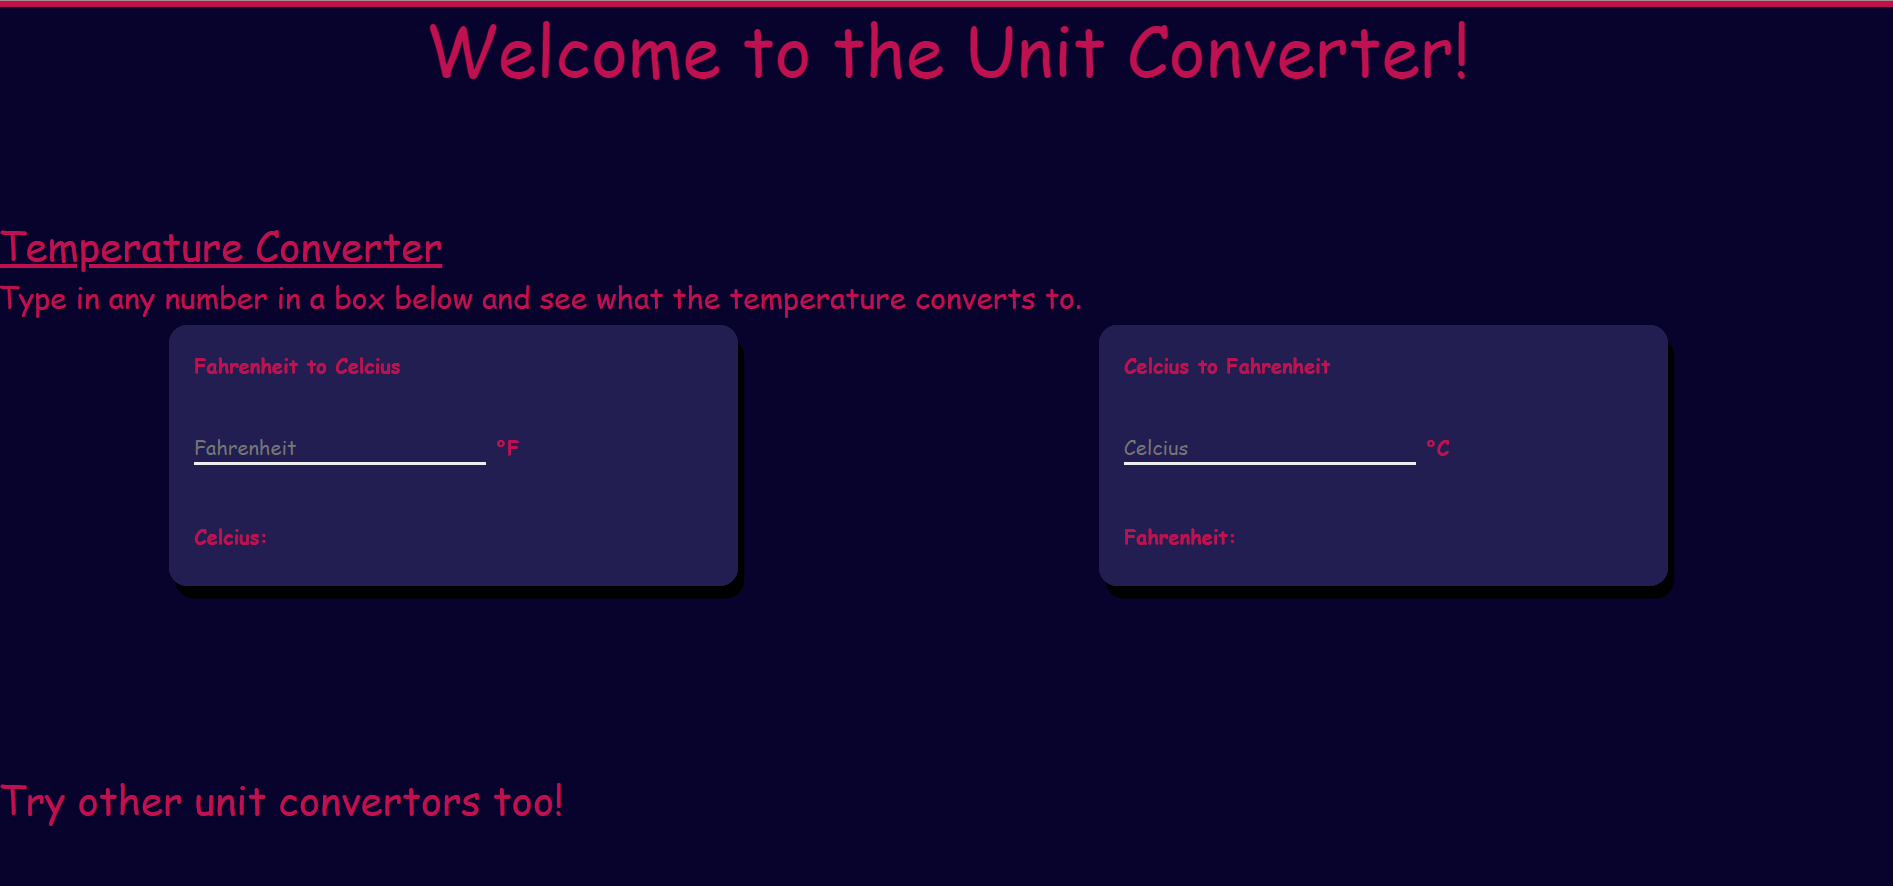 Welcome to the Unit Converter!
Temperature Converter
Type in any number in a box below and see what the temperature converts to.
Fahrenheit to Celcius
Fahrenheit °F
Celcius:
Celcius to Fahrenheit
Celcius °C
Fahrenheit:
Try other unit convertors too!